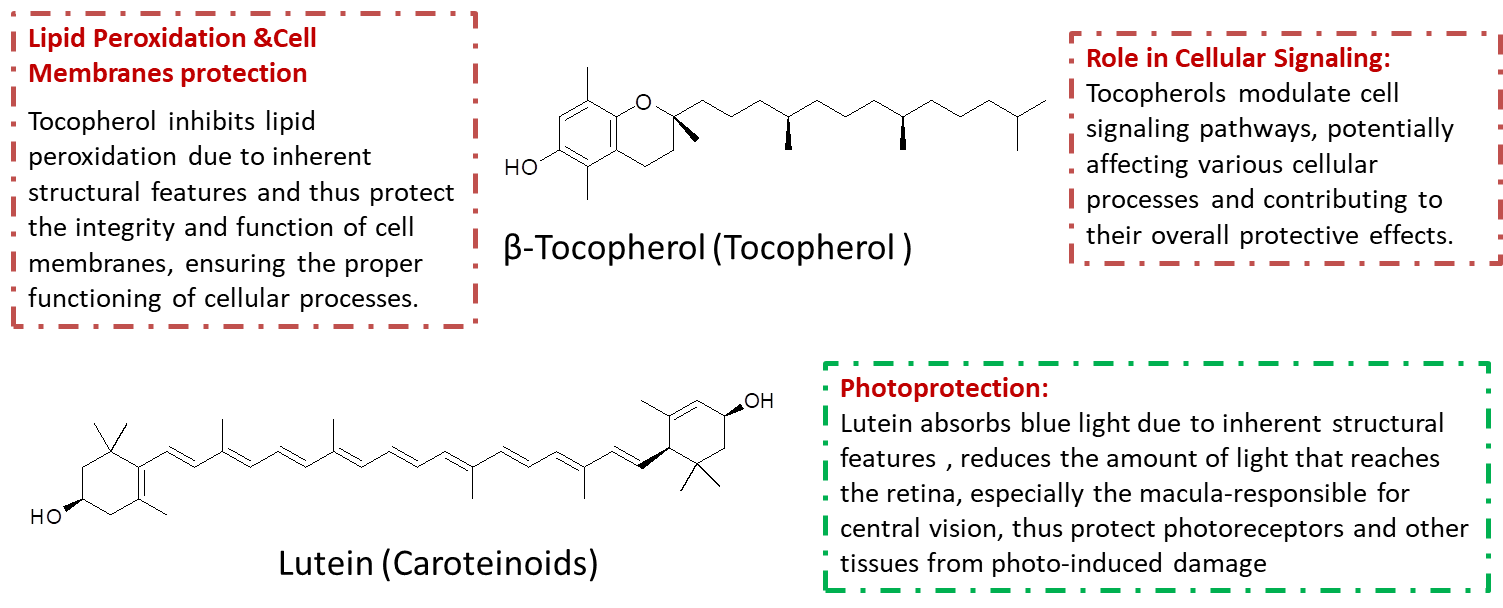 Lipid Peroxidation &Cell
Membranes protection
Tocopherol inhibits lipid
peroxidation due to inherent
structural features and thus protect
the integrity and function of cell
membranes, ensuring the proper
functioning of cellular processes.
O
HO
β-Tocopherol (Tocopherol )
Role in Cellular Signaling:
Tocopherols modulate cell
signaling pathways, potentially
affecting various cellular
processes and contributing to
their overall protective effects.
OH
HO
Lutein (Caroteinoids)
Photoprotection:
Lutein absorbs blue light due to inherent structural
features , reduces the amount of light that reaches
the retina, especially the macula-responsible for
central vision, thus protect photoreceptors and other
tissues from photo-induced damage